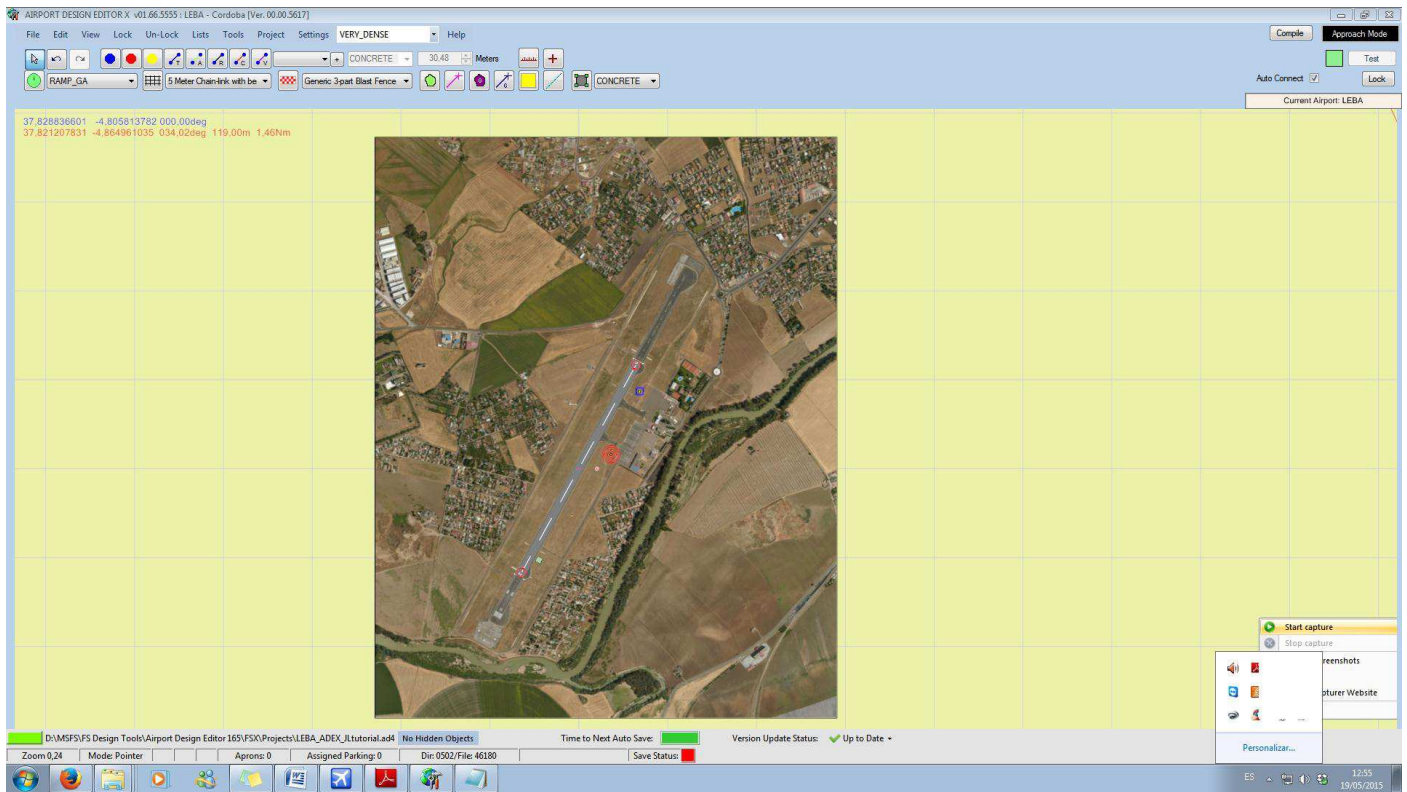 AIRPORT DESIGN EDITOR X v01.66.5555 : LEBA - Cordoba [Ver. 00.00.5617]
File Edit View Lock Un-Lock Lists Tools Project Settings VERY_DENSE Help Compile Approach Mode
T A R C V + CONCRETE 30.48 Meters Test
RAMP_GA 5 Meter Chain-link with be Generic 3-part Blast Fence CONCRETE Auto Connect Lock
Current Airport: LEBA
37,828836601 -4,805813782 000,00deg
37,821207831 -4,864961035 034,02deg 119,00m 1,46Nm
Start capture
Stop capture
reenshots
pturer Website
Personalizar...
D:\MSFS\FS Design Tools\Airport Design Editor 165\FSX\Projects\LEBA_ADEX_JLtutorial.ad4 No Hidden Objects Time to Next Auto Save: Version Update Status: Up to Date
Zoom 0,24 Mode: Pointer Aprons: 0 Assigned Parking: 0 Dir: 0502/File: 46180 Save Status:
ES 12:55
19/05/2015